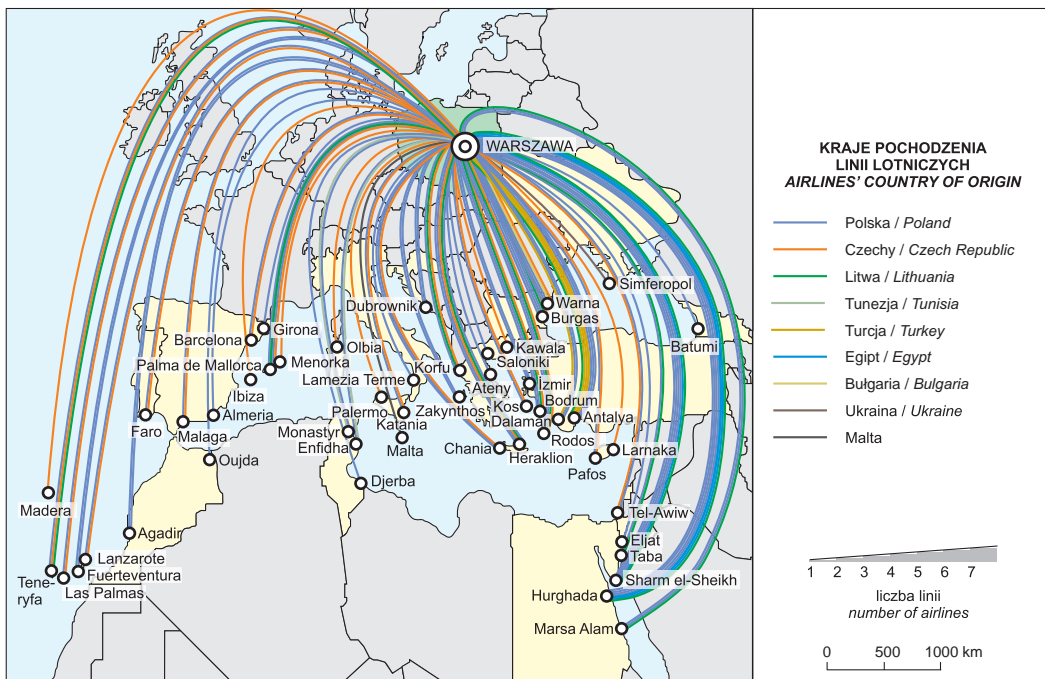 WARSZAWA
Simferopol
Dubrownik
Warna
Burgas
Batumi
Girona
Barcelona
Olbia
Kawala
Saloniki
Palma de Mallorca
Menorka
Ibiza
Lamezia Terme
Korfu
Ateny
İzmir
Bodrum
Faro
Malaga
Almeria
Palermo
Katania
Zakynthos
Kos
Dalaman
Antalya
Monastyr
Enfidha
Malta
Chania
Heraklion
Rodos
Larnaka
Pafos
Oujda
Djerba
Madera
Agadir
Tel-Awiw
Eljat
Taba
Lanzarote
Fuerteventura
Las Palmas
Tene-
ryfa
Sharm el-Sheikh
Hurghada
Marsa Alam
KRAJE POCHODZENIA
LINII LOTNICZYCH
AIRLINES' COUNTRY OF ORIGIN
Polska / Poland
Czechy / Czech Republic
Litwa / Lithuania
Tunezja / Tunisia
Turcja / Turkey
Egipt / Egypt
Bułgaria / Bulgaria
Ukraina / Ukraine
Malta
1 2 3 4 5 6 7
liczba linii
number of airlines
0 500 1000 km